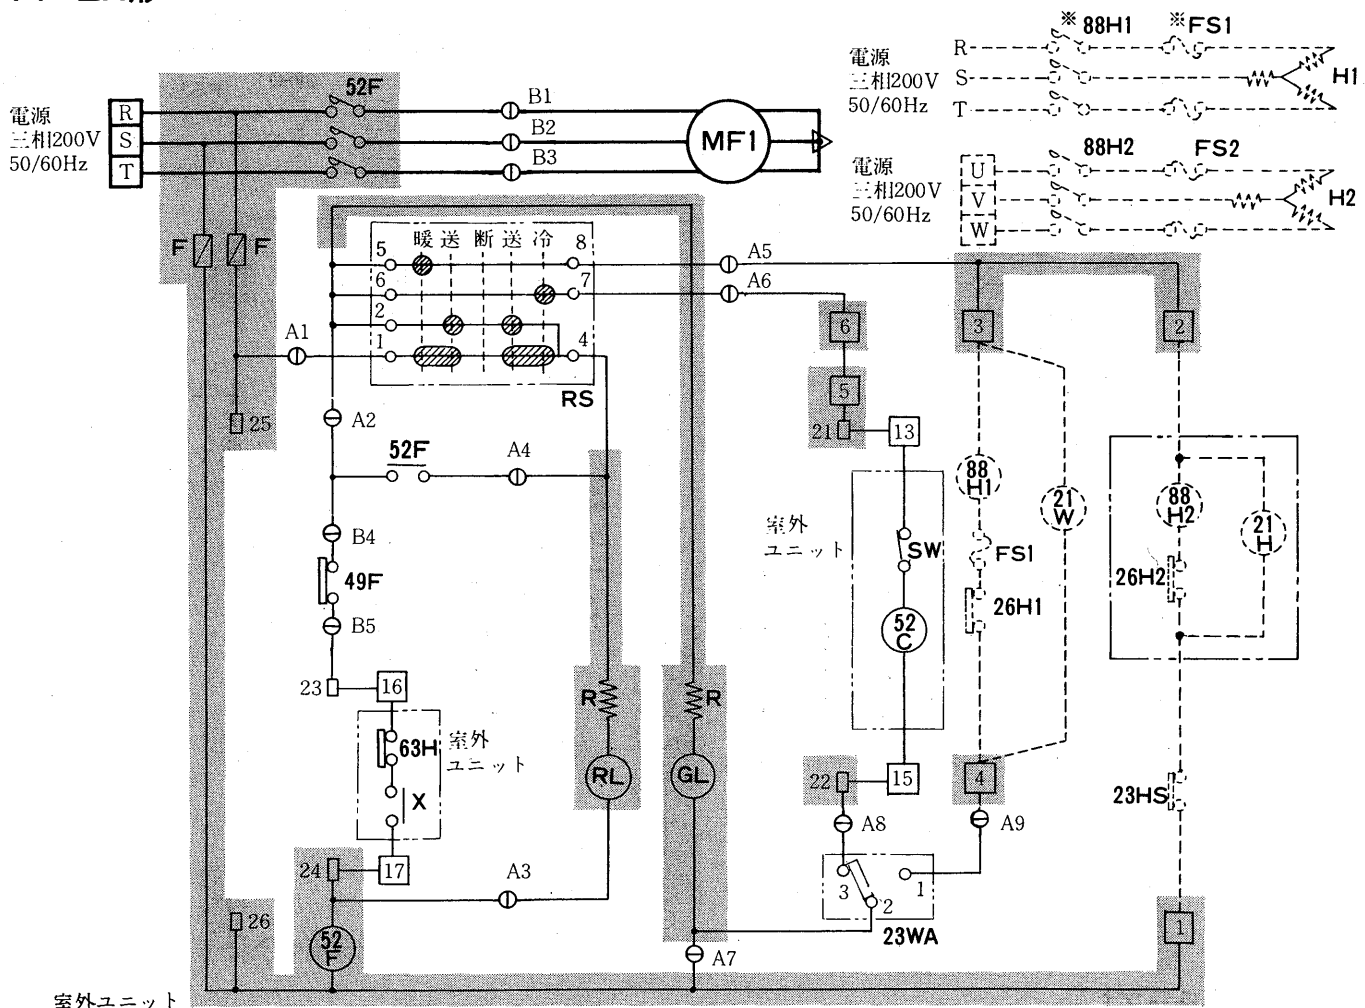 電源
三相200V
50/60Hz
R
S
T
52F
B1
B2
B3
MF1
電源
三相200V
50/60Hz
R
S
T
※88H1
※FS1
H1
電源
三相200V
50/60Hz
U
V
W
88H2
FS2
H2
F
F
暖 送 断 送 冷
5
8
6
7
2
1
4
RS
A1
A5
A6
25
A2
52F
A4
B4
49F
B5
23
16
63H
室外
ユニット
X
17
24
A3
26
52
F
R
RL
R
GL
A7
6
5
21
13
室外
ユニット
SW
52
C
22
15
A8
3
2
1
23WA
3
88
H1
FS1
26H1
21
W
4
A9
2
88
H2
26H2
21
H
23HS
1
室外ユニット